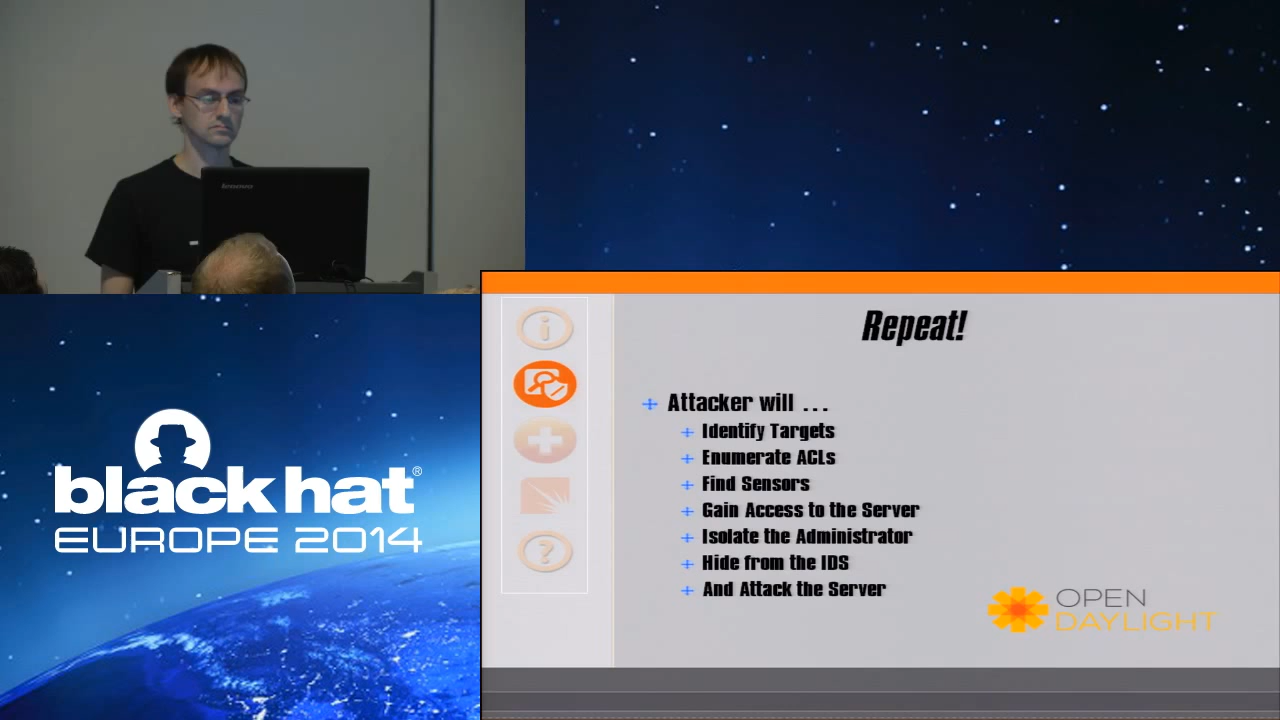 lenovo
Repeat!
Attacker will ...
Identify Targets
Enumerate ACLs
Find Sensors
Gain Access to the Server
Isolate the Administrator
Hide from the IDS
And Attack the Server
OPEN
DAYLIGHT
black hat®
EUROPE 2014